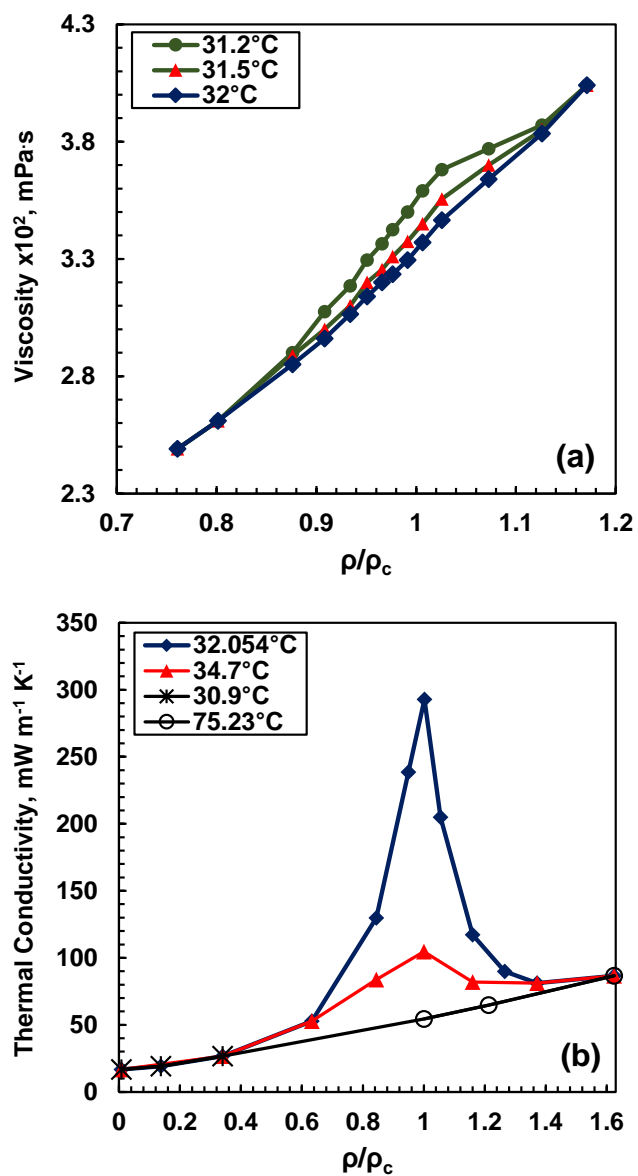 4.3
3.8
3.3
2.8
2.3
Viscosity x10², mPa·s
31.2°C
31.5°C
32°C
(a)
0.7 0.8 0.9 1 1.1 1.2
ρ/ρc
350
300
250
200
150
100
50
0
Thermal Conductivity, mW m⁻¹ K⁻¹
32.054°C
34.7°C
30.9°C
75.23°C
(b)
0 0.2 0.4 0.6 0.8 1 1.2 1.4 1.6
ρ/ρc